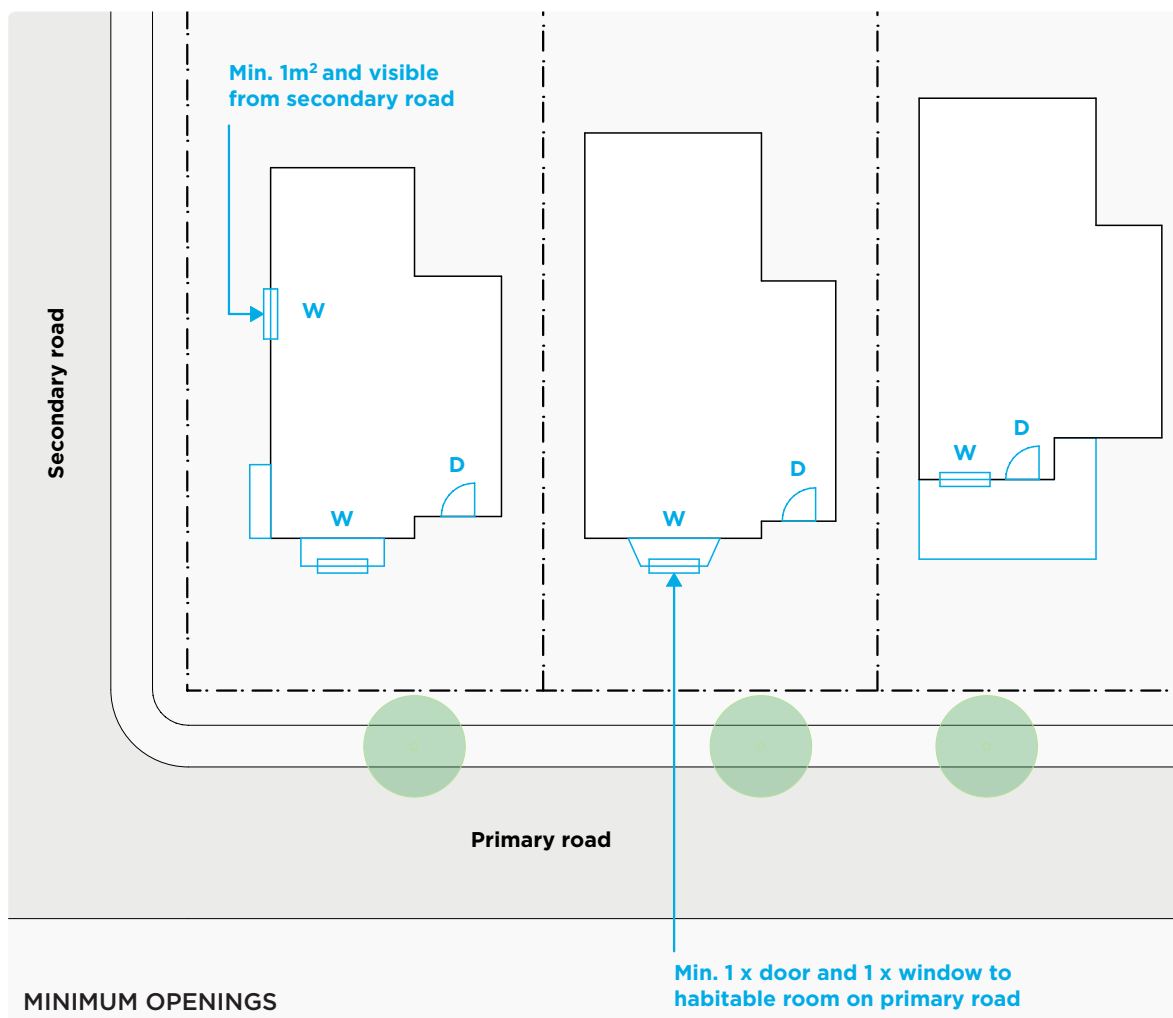 Min. 1m² and visible
from secondary road
W
Secondary road
D
W
D
W
D
W
Primary road
Min. 1 x door and 1 x window to
habitable room on primary road
MINIMUM OPENINGS